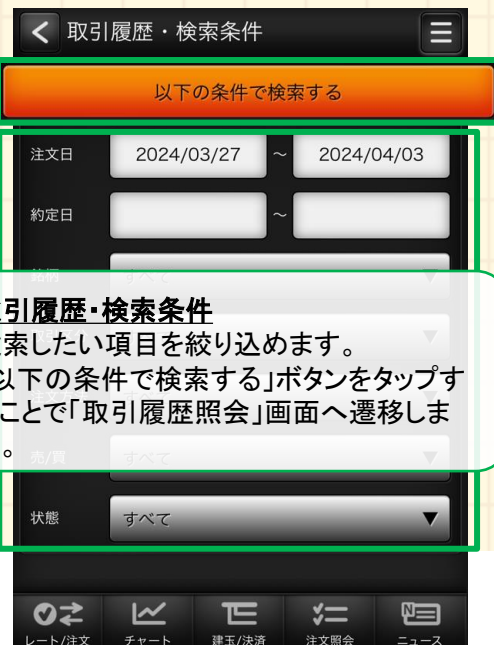 取引履歴・検索条件
以下の条件で検索する
注文日 2024/03/27 ~ 2024/04/03
約定日 ~
銘柄 すべて
引履歴・検索条件
索したい項目を絞り込めます。
以下の条件で検索する」ボタンをタップす
ことで「取引履歴照会」画面へ遷移しま
。
売/買 すべて
状態 すべて
レート/注文 チャート 建玉/決済 注文照会 ニュース